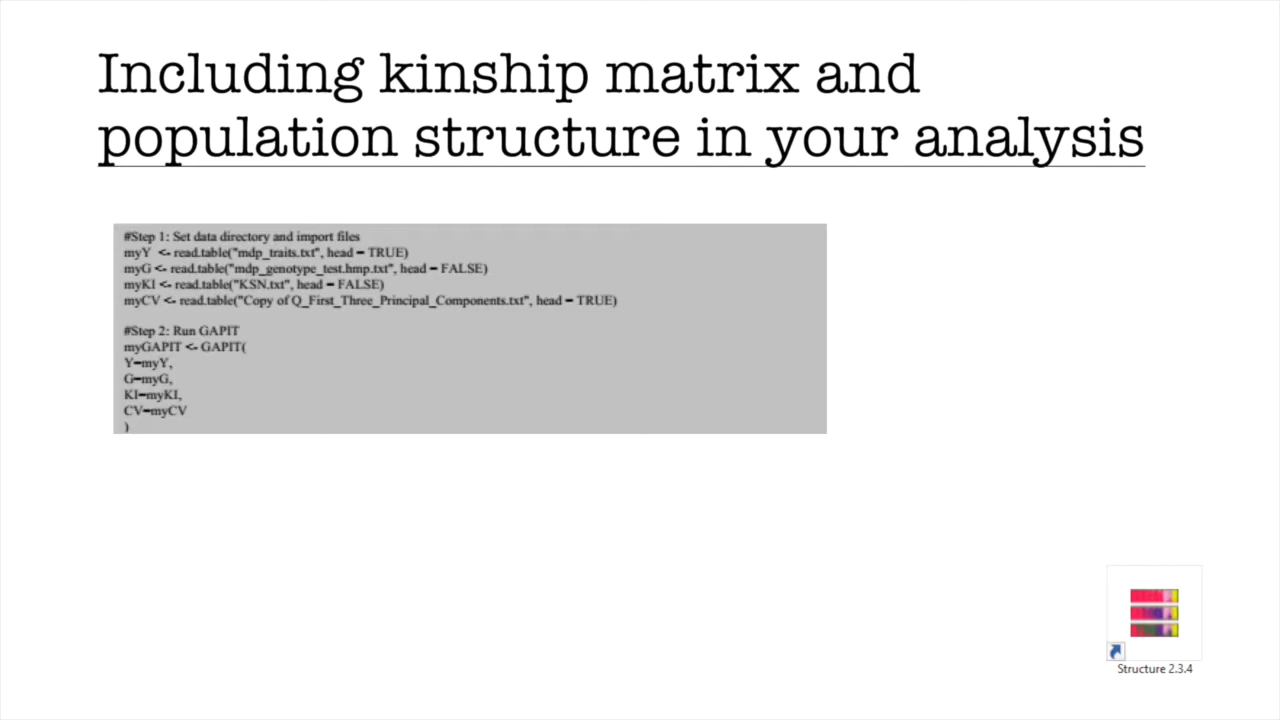 Including kinship matrix and
population structure in your analysis
#Step 1: Set data directory and import files
myY <- read.table("mdp_traits.txt", head = TRUE)
myG <- read.table("mdp_genotype_test.hmp.txt", head = FALSE)
myKI <- read.table("KSN.txt", head = FALSE)
myCV <- read.table("Copy of Q_First_Three_Principal_Components.txt", head = TRUE)
#Step 2: Run GAPIT
myGAPIT <- GAPIT(
Y=myY,
G=myG,
KI=myKI,
CV=myCV
)
Structure 2.3.4